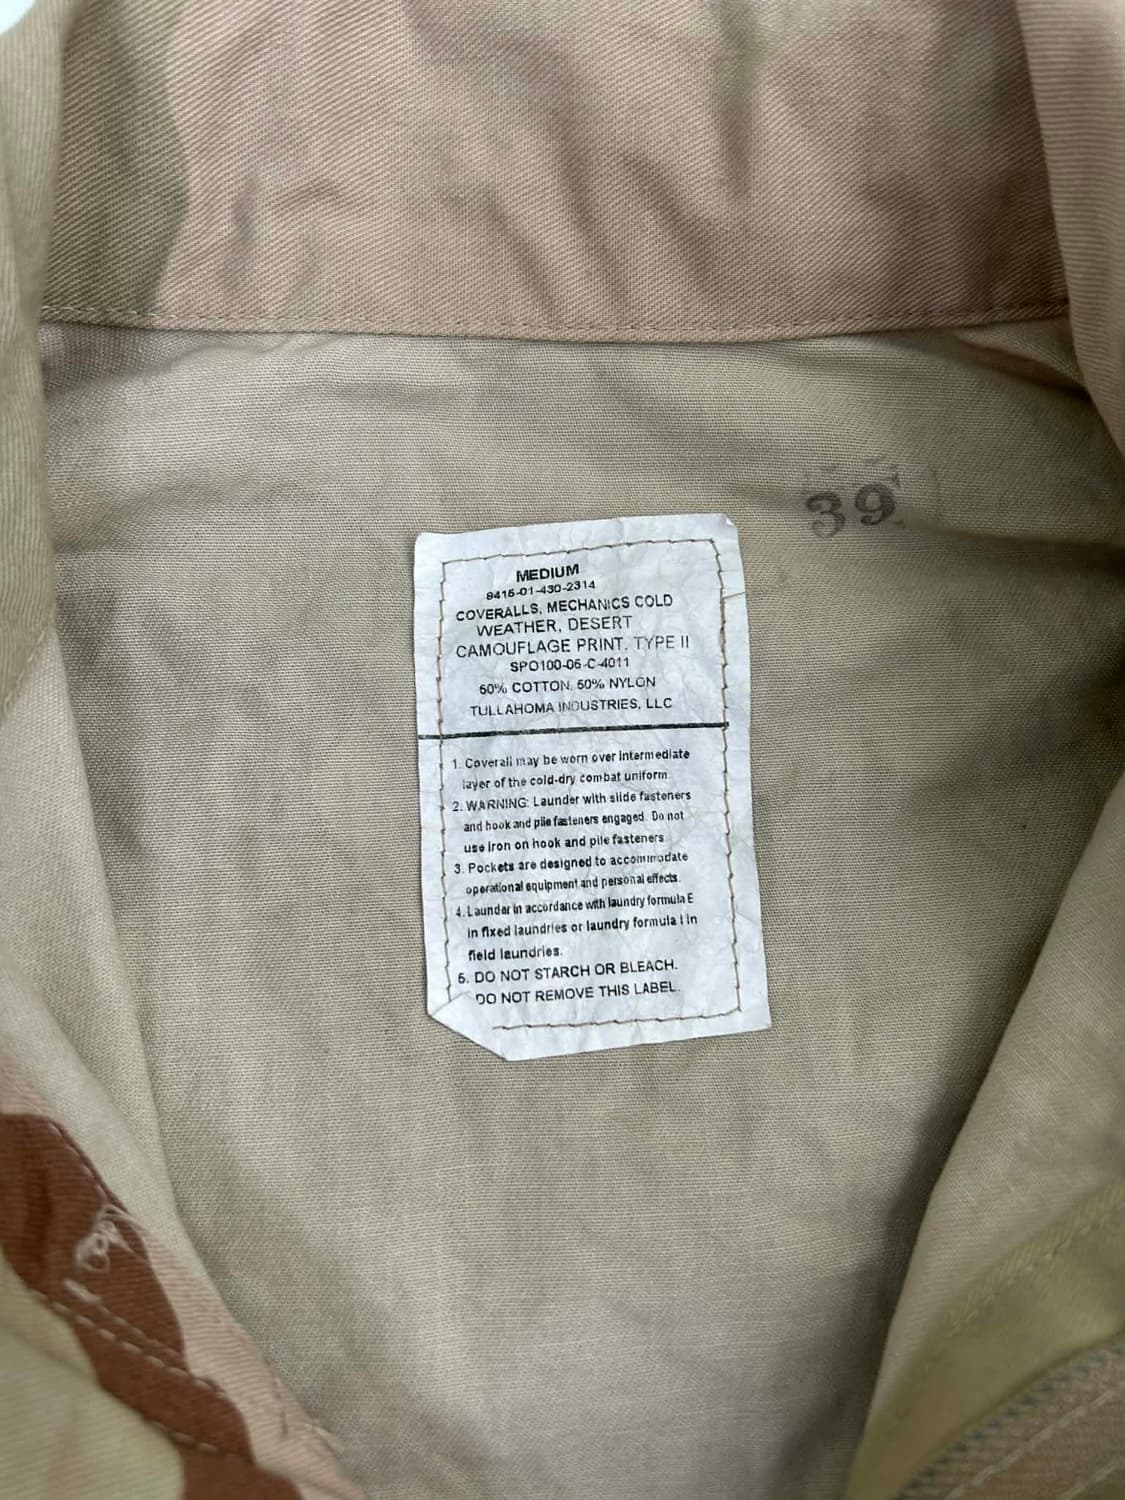 39
MEDIUM
8415-01-430-2314
COVERALLS, MECHANICS COLD
WEATHER, DESERT
CAMOUFLAGE PRINT, TYPE II
SPO100-06-C-4011
50% COTTON, 50% NYLON
TULLAHOMA INDUSTRIES, LLC
1. Coverall may be worn over intermediate
layer of the cold-dry combat uniform.
2. WARNING: Launder with slide fasteners
and hook and pile fasteners engaged. Do not
use iron on hook and pile fasteners
3. Pockets are designed to accommodate
operational equipment and personal effects.
4. Launder in accordance with laundry formula E
in fixed laundries or laundry formula I in
field laundries.
5. DO NOT STARCH OR BLEACH.
DO NOT REMOVE THIS LABEL.